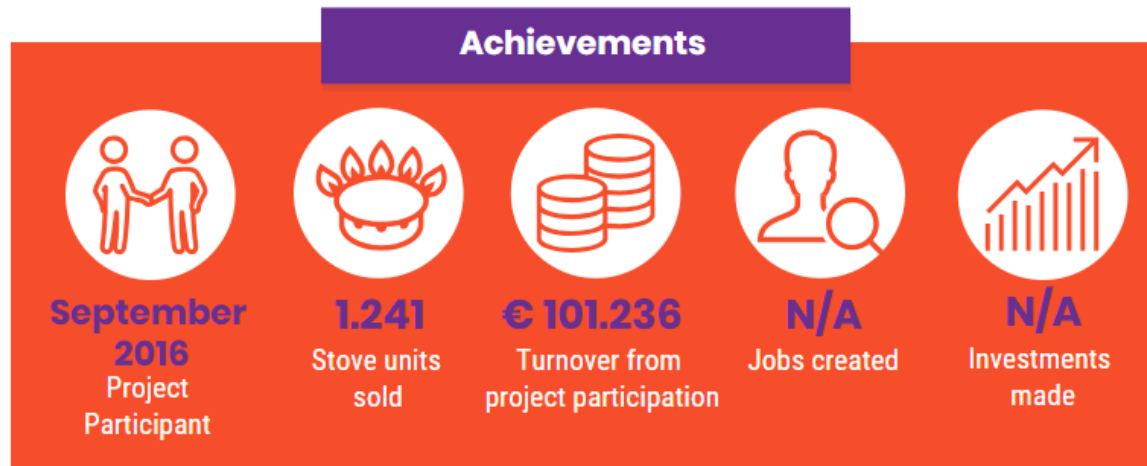 Achievements
September
2016
Project
Participant
1.241
Stove units
sold
€ 101.236
Turnover from
project participation
N/A
Jobs created
N/A
Investments
made